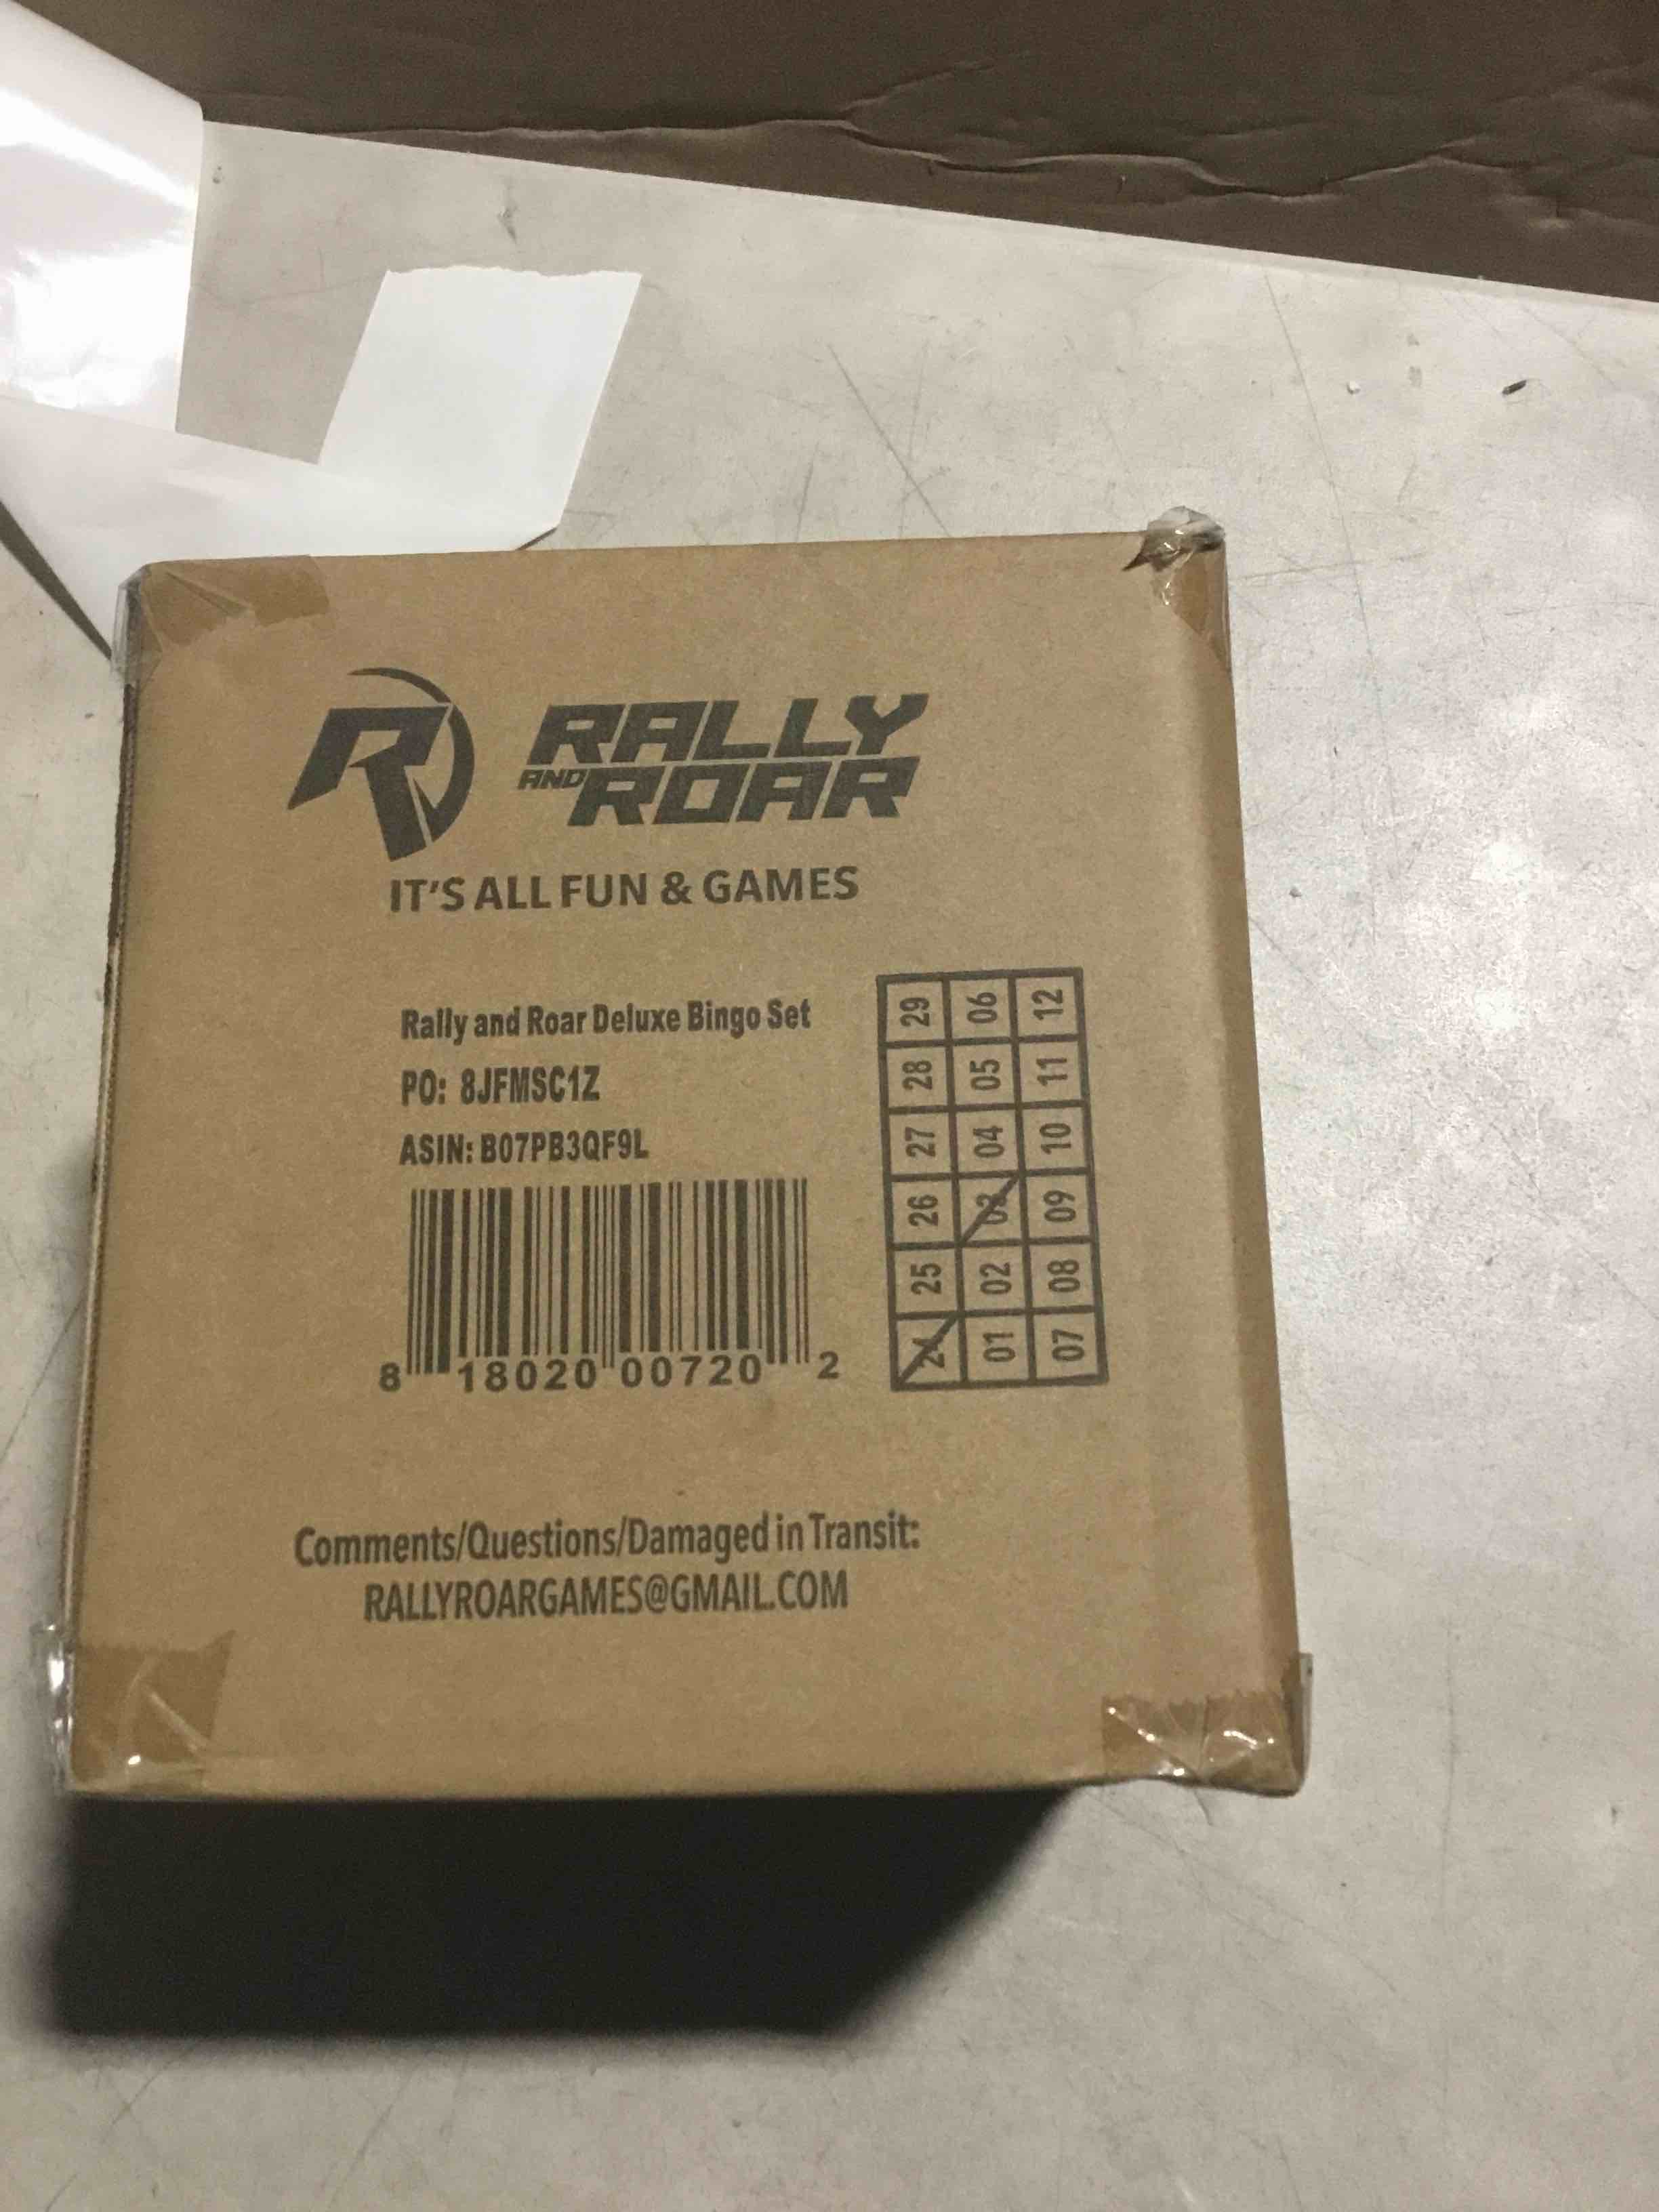 RALLY
AND ROAR
IT'S ALL FUN & GAMES
Rally and Roar Deluxe Bingo Set
PO: 8JFMSC1Z
ASIN: B07PB3QF9L
8 18020 00720 2
24 25 26 27 28 29
01 02 03 04 05 06
07 08 09 10 11 12
Comments/Questions/Damaged in Transit:
RALLYROARGAMES@GMAIL.COM